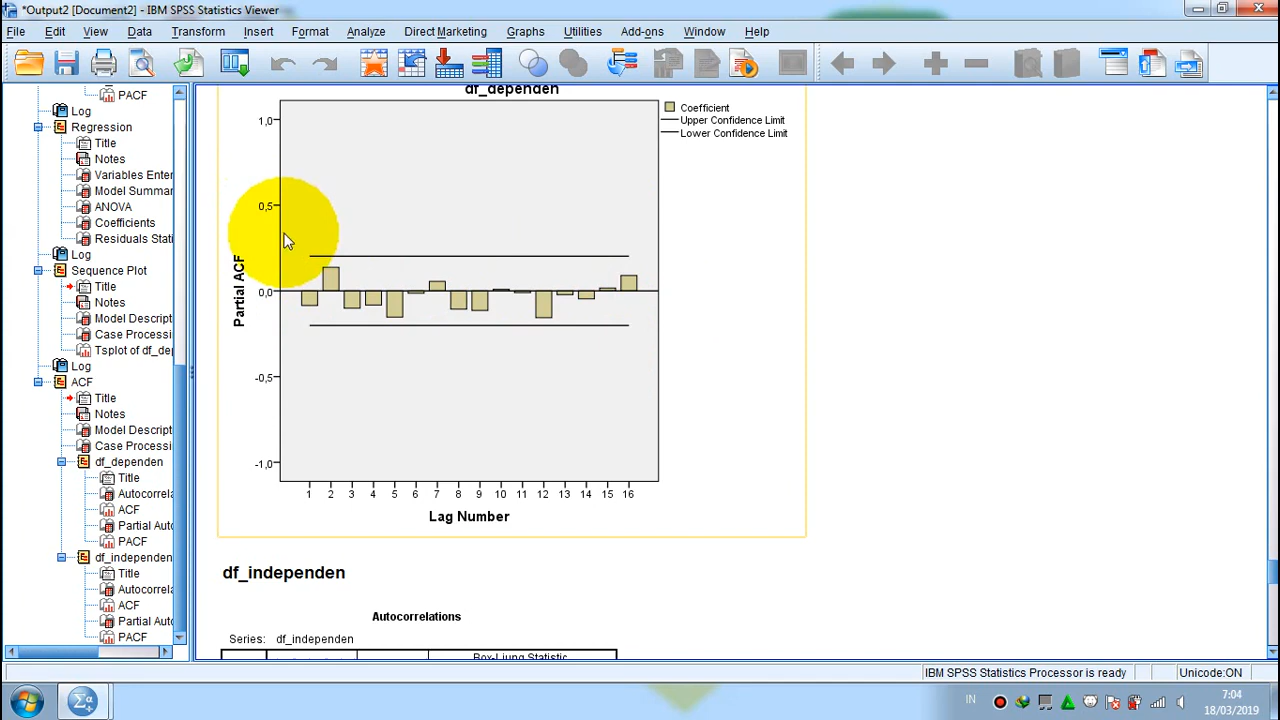 *Output2 [Document2] - IBM SPSS Statistics Viewer
File Edit View Data Transform Insert Format Analyze Direct Marketing Graphs Utilities Add-ons Window Help
PACF
Log
Regression
Title
Notes
Variables Enter
Model Summar
ANOVA
Coefficients
Residuals Stati
Log
Sequence Plot
Title
Notes
Model Descript
Case Processi
Tsplot of df_dep
Log
ACF
Title
Notes
Model Descript
Case Processi
df_dependen
Title
Autocorrela
ACF
Partial Auto
PACF
df_independen
Title
Autocorrela
ACF
Partial Auto
PACF
df_dependen
Coefficient
Upper Confidence Limit
Lower Confidence Limit
1,0
0,5
0,0
-0,5
-1,0
Partial ACF
1 2 3 4 5 6 7 8 9 10 11 12 13 14 15 16
Lag Number
df_independen
Autocorrelations
Series: df_independen
Box-Ljung Statistic
IBM SPSS Statistics Processor is ready
Unicode:ON
IN
7:04
18/03/2019